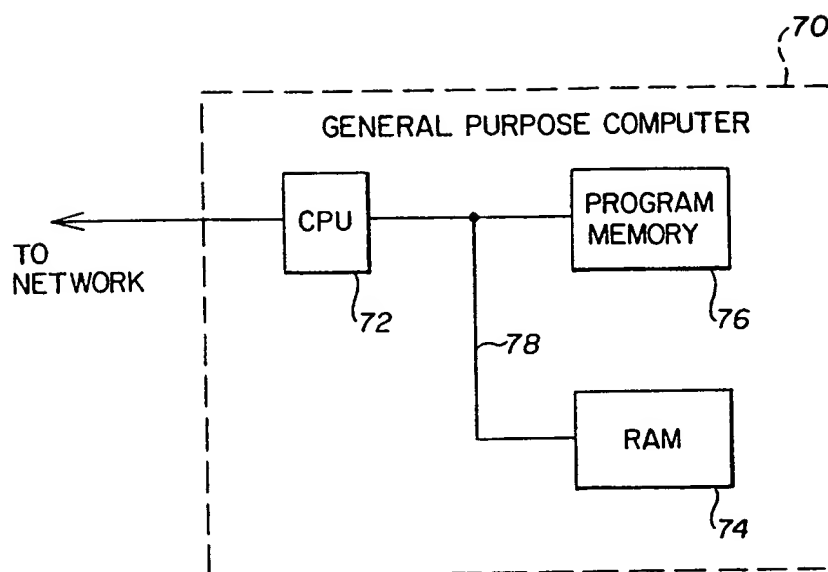 70
GENERAL PURPOSE COMPUTER
CPU
PROGRAM
MEMORY
TO
NETWORK
72
76
78
RAM
74